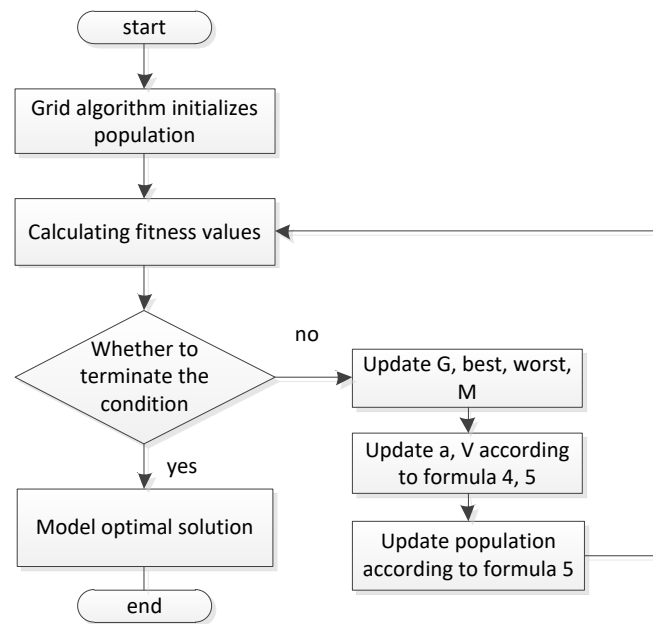 start
Grid algorithm initializes
population
Calculating fitness values
Whether to
terminate the
condition
no
Update G, best, worst,
M
Update a, V according
to formula 4, 5
Update population
according to formula 5
yes
Model optimal solution
end